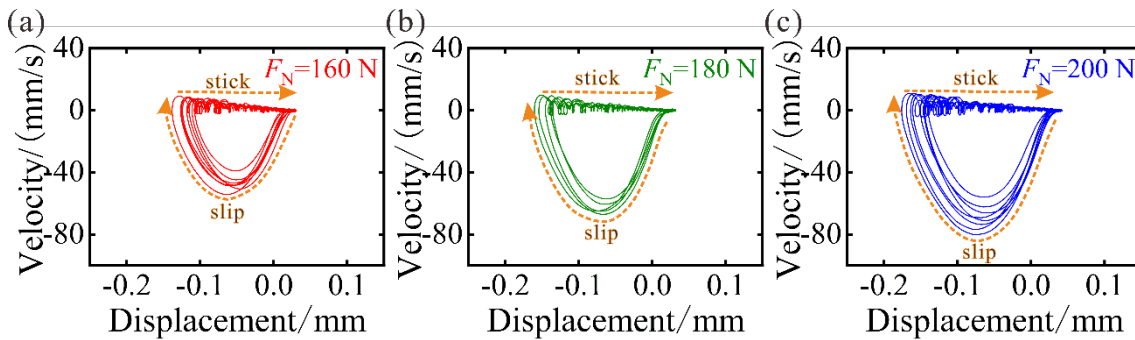 (a)
Velocity/(mm/s)
40
0
-40
-80
stick
FN=160 N
slip
-0.2 -0.1 0.0 0.1
Displacement/mm
(b)
Velocity/(mm/s)
40
0
-40
-80
stick
FN=180 N
slip
-0.2 -0.1 0.0 0.1
Displacement/mm
(c)
Velocity/(mm/s)
40
0
-40
-80
stick
FN=200 N
slip
-0.2 -0.1 0.0 0.1
Displacement/mm